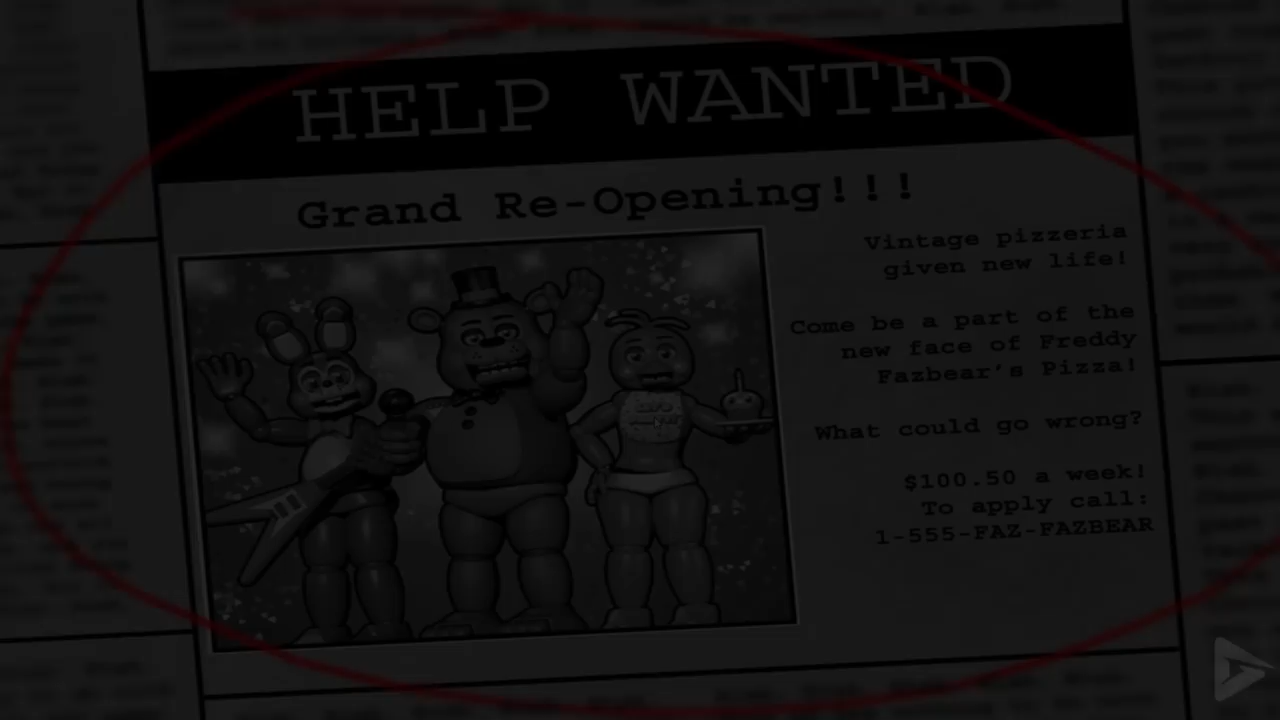 HELP WANTED
Grand Re-Opening!!!
Vintage pizzeria
given new life!
Come be a part of the
new face of Freddy
Fazbear's Pizza!
What could go wrong?
$100.50 a week!
To apply call:
1-555-FAZ-FAZBEAR